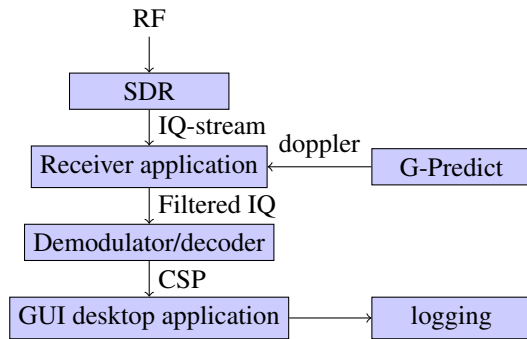 RF
SDR
IQ-stream
doppler
Receiver application
G-Predict
Filtered IQ
Demodulator/decoder
CSP
GUI desktop application
logging